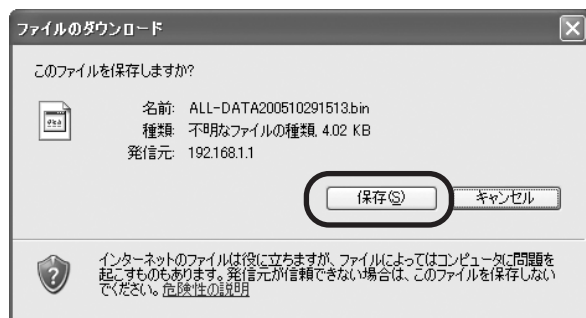 ファイルのダウンロード
このファイルを保存しますか?
名前: ALL-DATA200510291513.bin
種類: 不明なファイルの種類, 4.02 KB
発信元: 192.168.1.1
保存(S)
キャンセル
インターネットのファイルは役に立ちますが、ファイルによってはコンピュータに問題を
起こすものもあります。発信元が信頼できない場合は、このファイルを保存しない
でください。危険性の説明